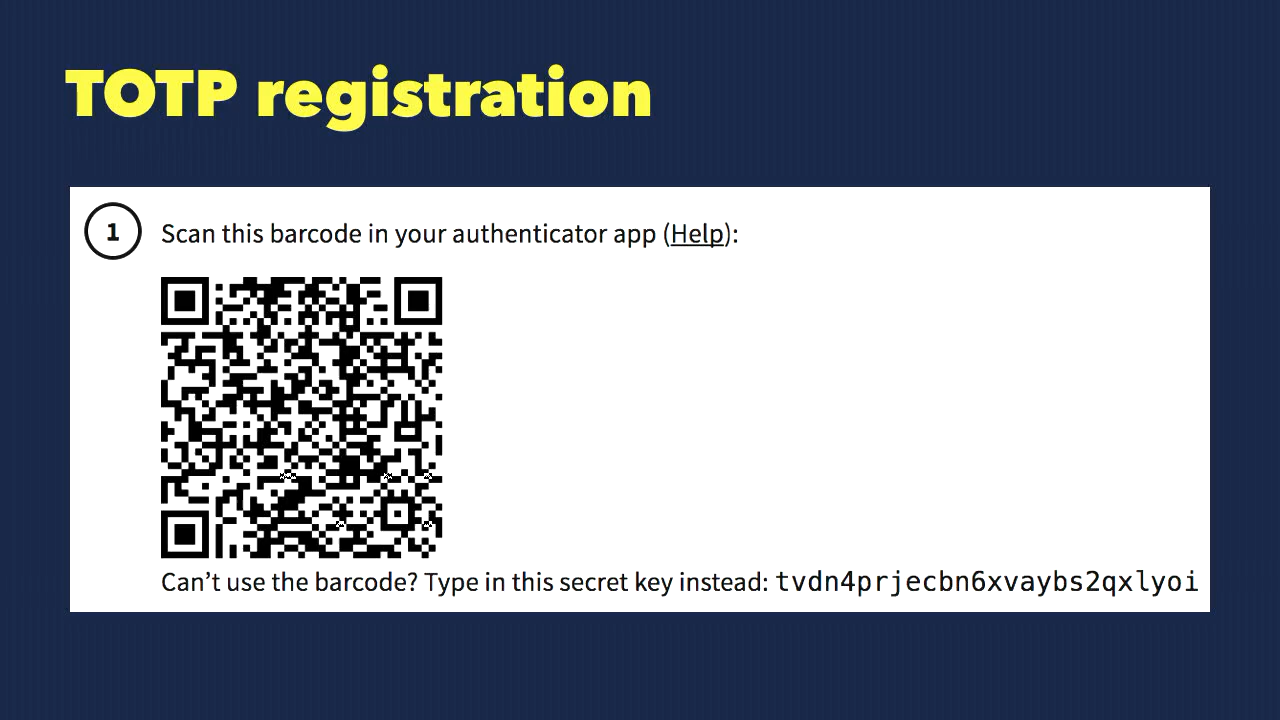 TOTP registration
1
Scan this barcode in your authenticator app (Help):
Can’t use the barcode? Type in this secret key instead: tvdn4prjecbn6xvaybs2qxlyoi